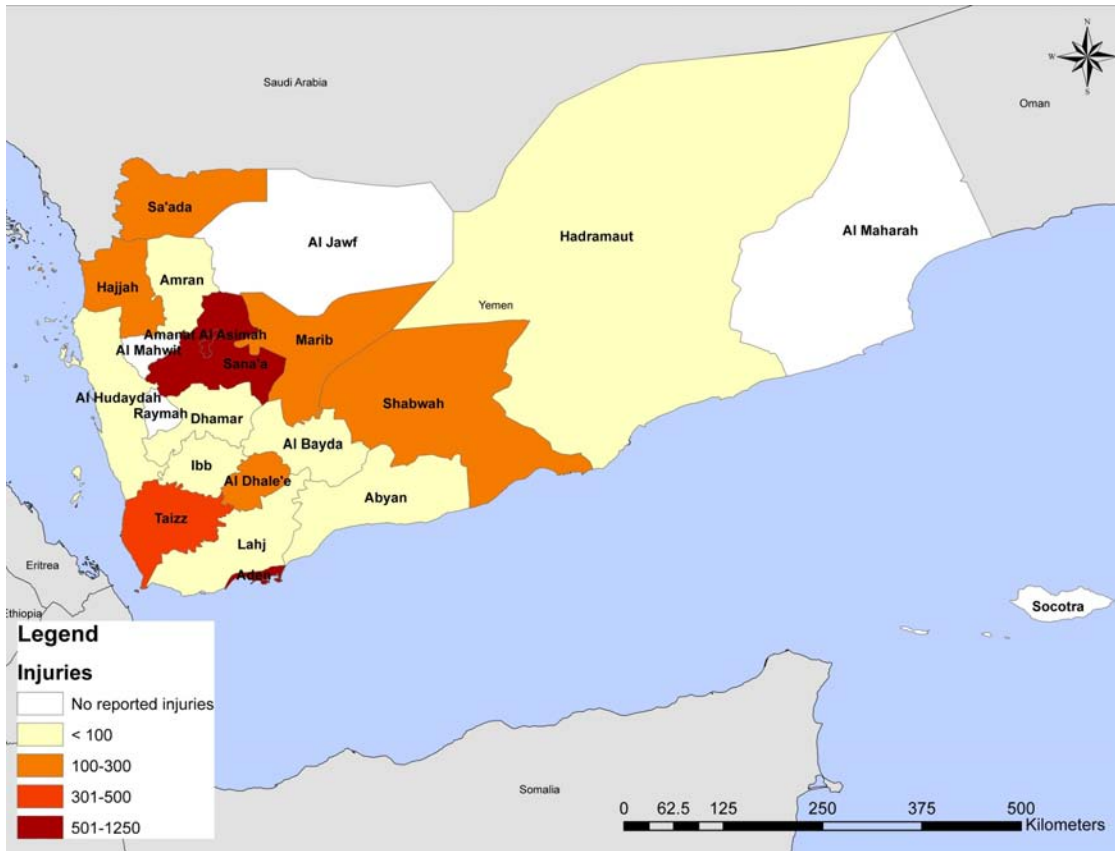 N
W
E
S
Saudi Arabia
Oman
Sa'ada
Al Jawf
Hadramaut
Al Maharah
Hajjah
Amran
Yemen
Amanat Al Asimah
Marib
Al Mahwit
Sana'a
Al Hudaydah
Raymah
Dhamar
Shabwah
Al Bayda
Ibb
Al Dhale'e
Abyan
Taizz
Lahj
Aden
Eritrea
Ethiopia
Socotra
Somalia
Legend
Injuries
No reported injuries
< 100
100-300
301-500
501-1250
0 62.5 125 250 375 500
Kilometers